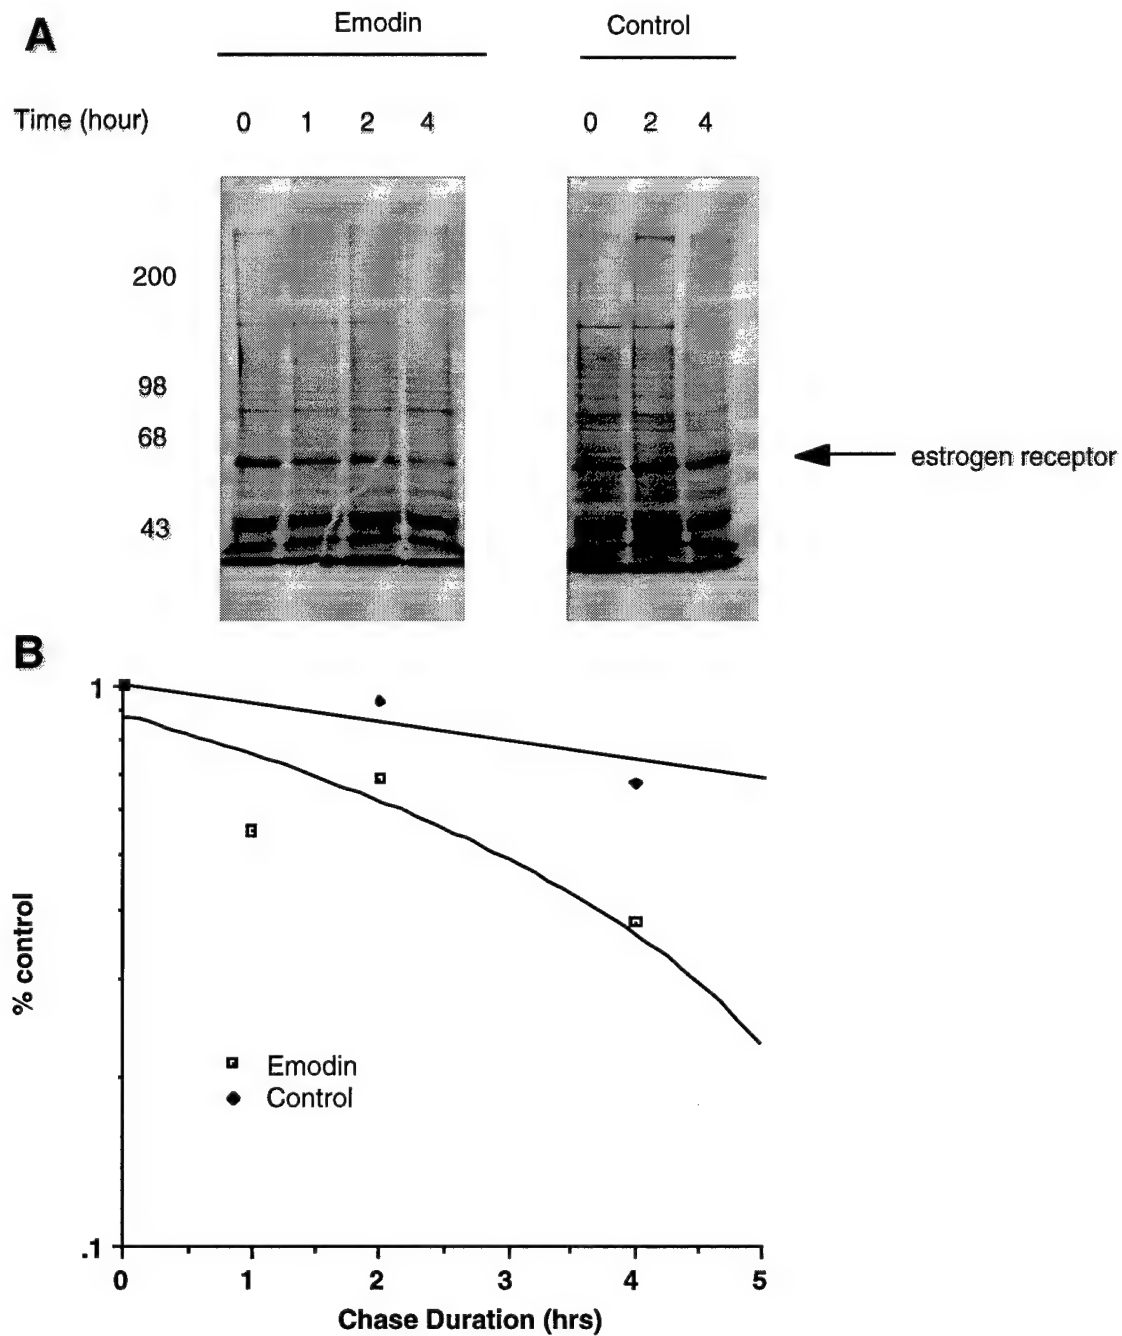 A
Emodin Control
Time (hour) 0 1 2 4 0 2 4
200
98
68
estrogen receptor
43
B
1
% control
Emodin
Control
.1
0 1 2 3 4 5
Chase Duration (hrs)